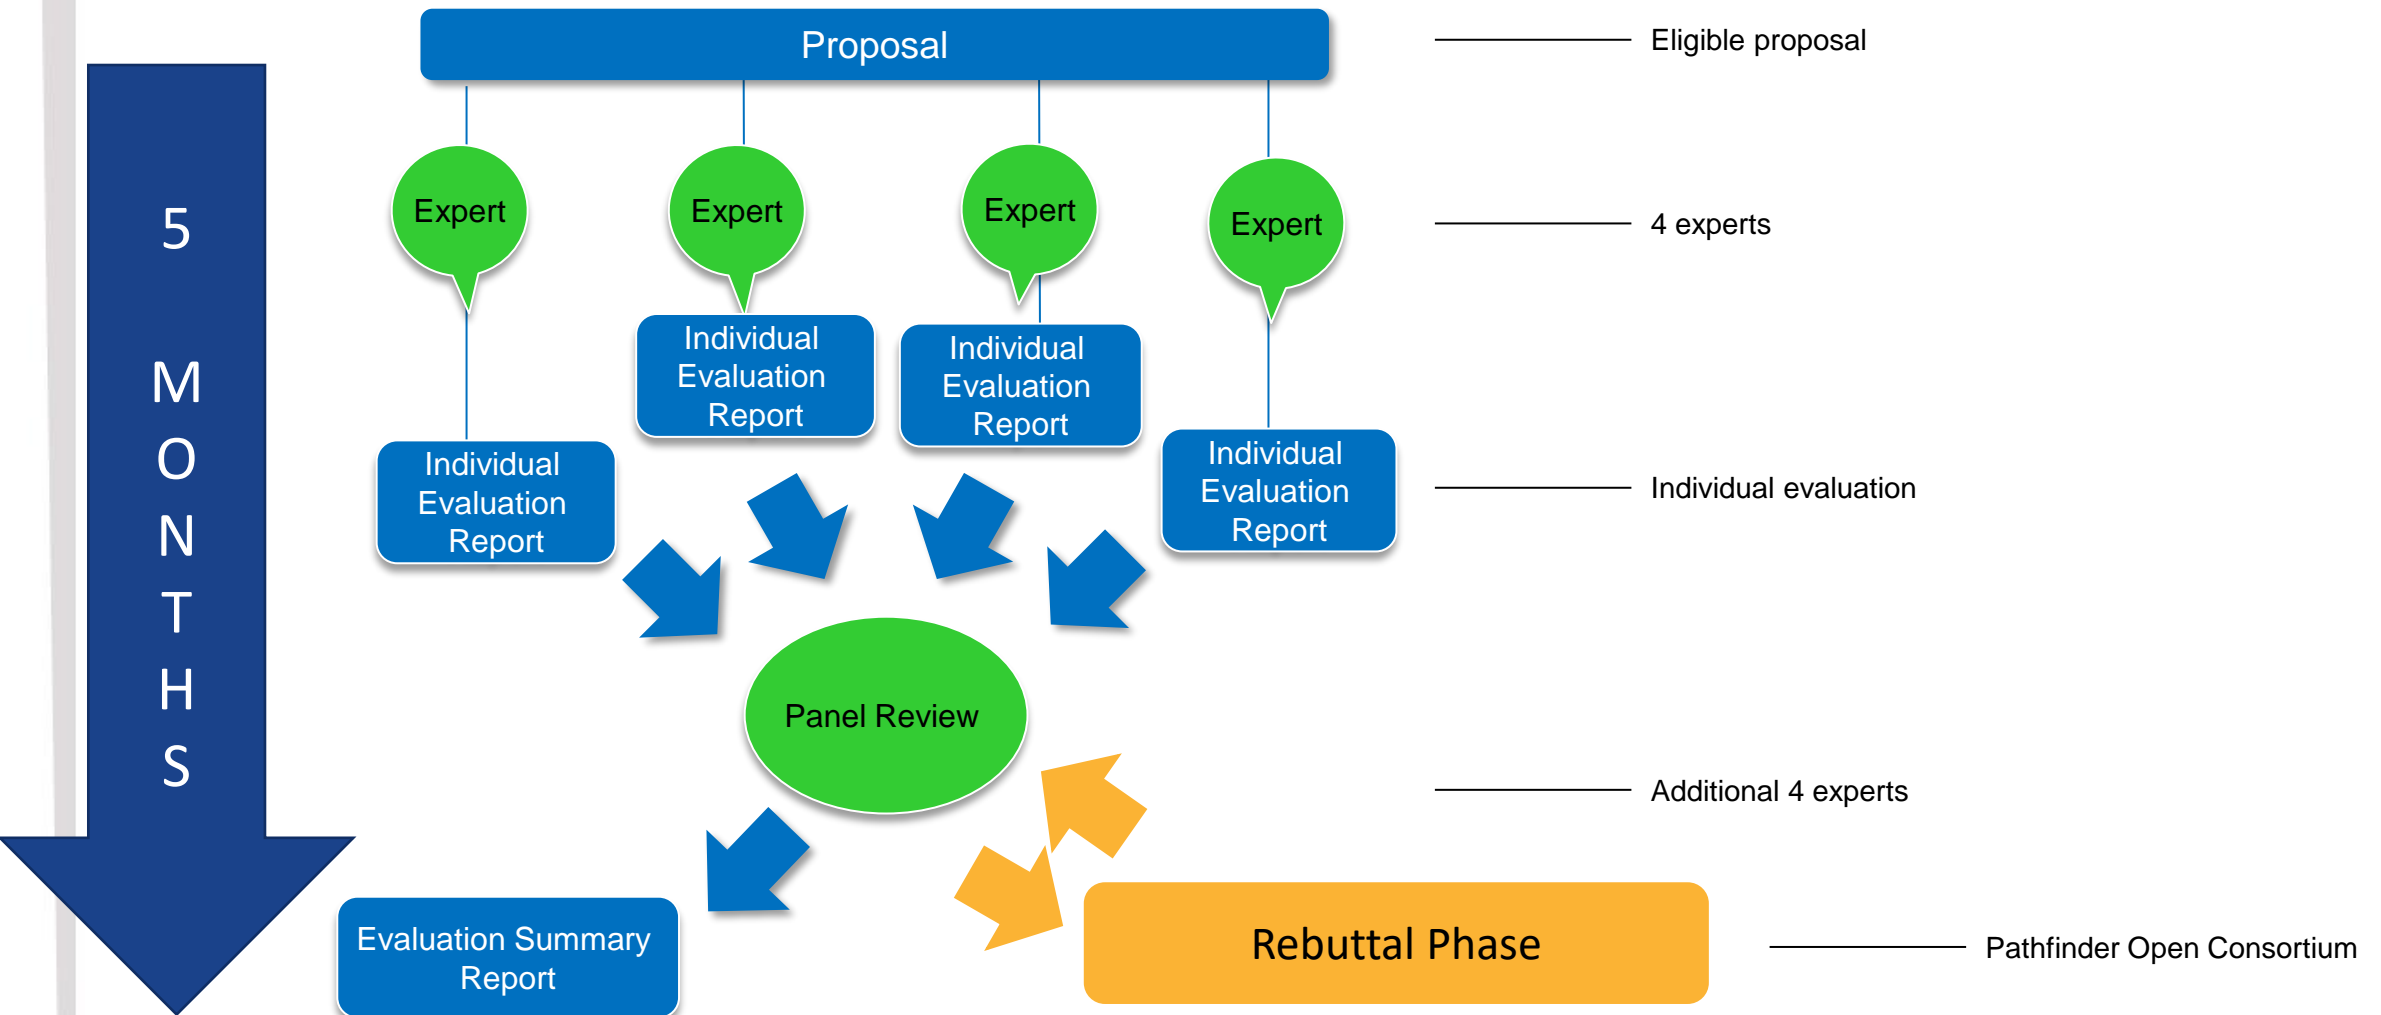 Proposal
Eligible proposal
5
M
O
N
T
H
S
Expert
Expert
Expert
Expert
4 experts
Individual
Evaluation
Report
Individual
Evaluation
Report
Individual
Evaluation
Report
Individual
Evaluation
Report
Individual evaluation
Panel Review
Additional 4 experts
Evaluation Summary
Report
Rebuttal Phase
Pathfinder Open Consortium